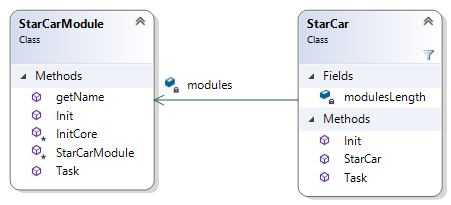 StarCarModule
Class
Methods
getName
Init
InitCore
StarCarModule
Task
modules
StarCar
Class
Fields
modulesLength
Methods
Init
StarCar
Task